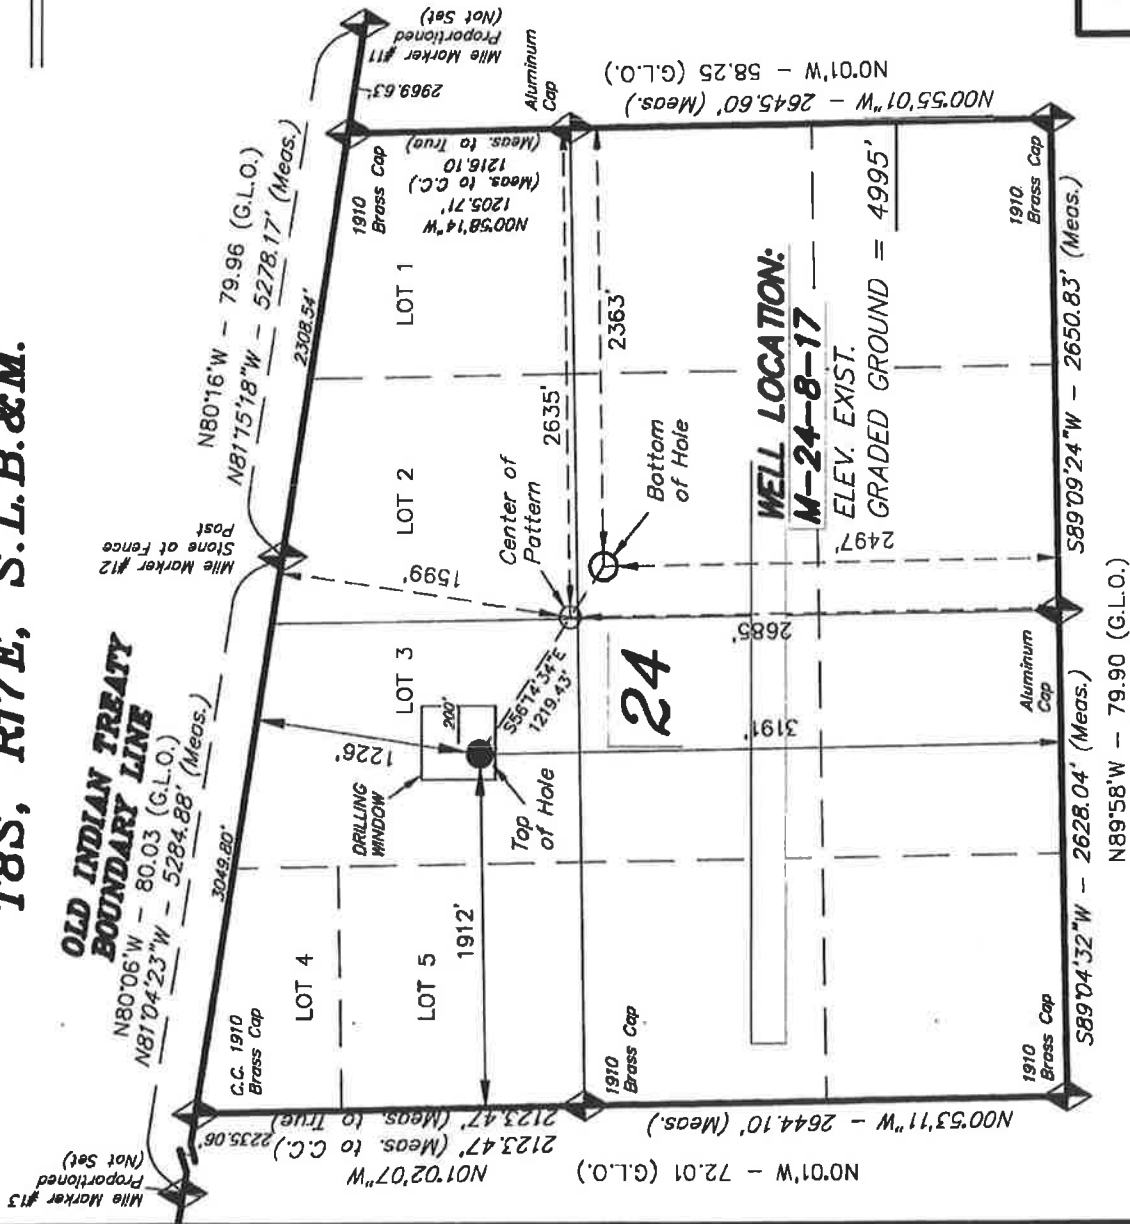 T8S, R17E, S.L.B.&M.
OLD INDIAN TREATY
BOUNDARY LINE
N80°06'W - 80.03 (G.L.O.)
N81°04'23"W - 5284.88' (Meas.)
N80°16'W - 79.96 (G.L.O.)
N81°15'18"W - 5278.17' (Meas.)
Mile Marker #13
Proportioned
(Not Set)
Mile Marker #12
Stone at Fence
Post
Mile Marker #11
Proportioned
(Not Set)
2235.06'
3049.80'
2308.54'
2969.63'
C.C. 1910
Brass Cap
1910
Brass Cap
LOT 4
LOT 3
LOT 2
LOT 1
LOT 5
DRILLING
WINDOW
1226'
200'
1599'
N00°58'14"W
1205.71'
(Meas. to C.C.)
1216.10
(Meas. to True)
Aluminum
Cap
1912'
Top
of Hole
S56°14'34"E
1219.43'
Center of
Pattern
2635'
2363'
Bottom
of Hole
N01°02'07"W
2123.47' (Meas. to C.C.)
2123.47' (Meas. to True)
1910
Brass Cap
24
3191'
2685'
2497'
WELL LOCATION:
M-24-8-17
ELEV. EXIST.
GRADED GROUND = 4995'
N0°01'W - 72.01 (G.L.O.)
N00°53'11"W - 2644.10' (Meas.)
N00°55'01"W - 2645.60' (Meas.)
N0°01'W - 58.25 (G.L.O.)
1910
Brass Cap
Aluminum
Cap
1910
Brass Cap
S89°04'32"W - 2628.04' (Meas.)
S89°09'24"W - 2650.83' (Meas.)
N89°58'W - 79.90 (G.L.O.)